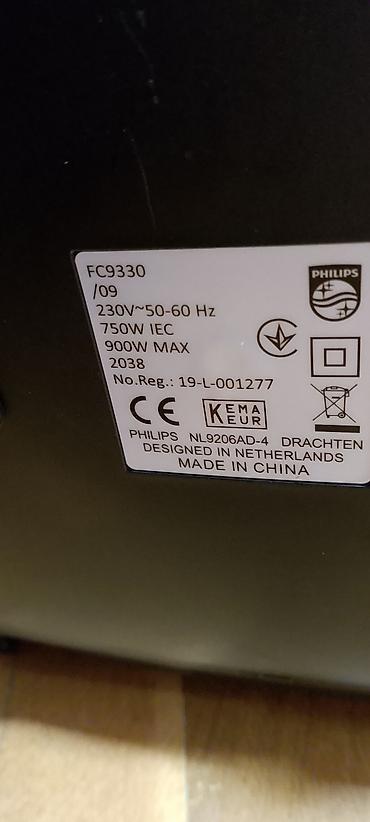 FC9330
/09
230V~50-60 Hz
750W IEC
900W MAX
2038
No.Reg.: 19-L-001277
PHILIPS
CE
KEMA
KEUR
PHILIPS NL9206AD-4 DRACHTEN
DESIGNED IN NETHERLANDS
MADE IN CHINA